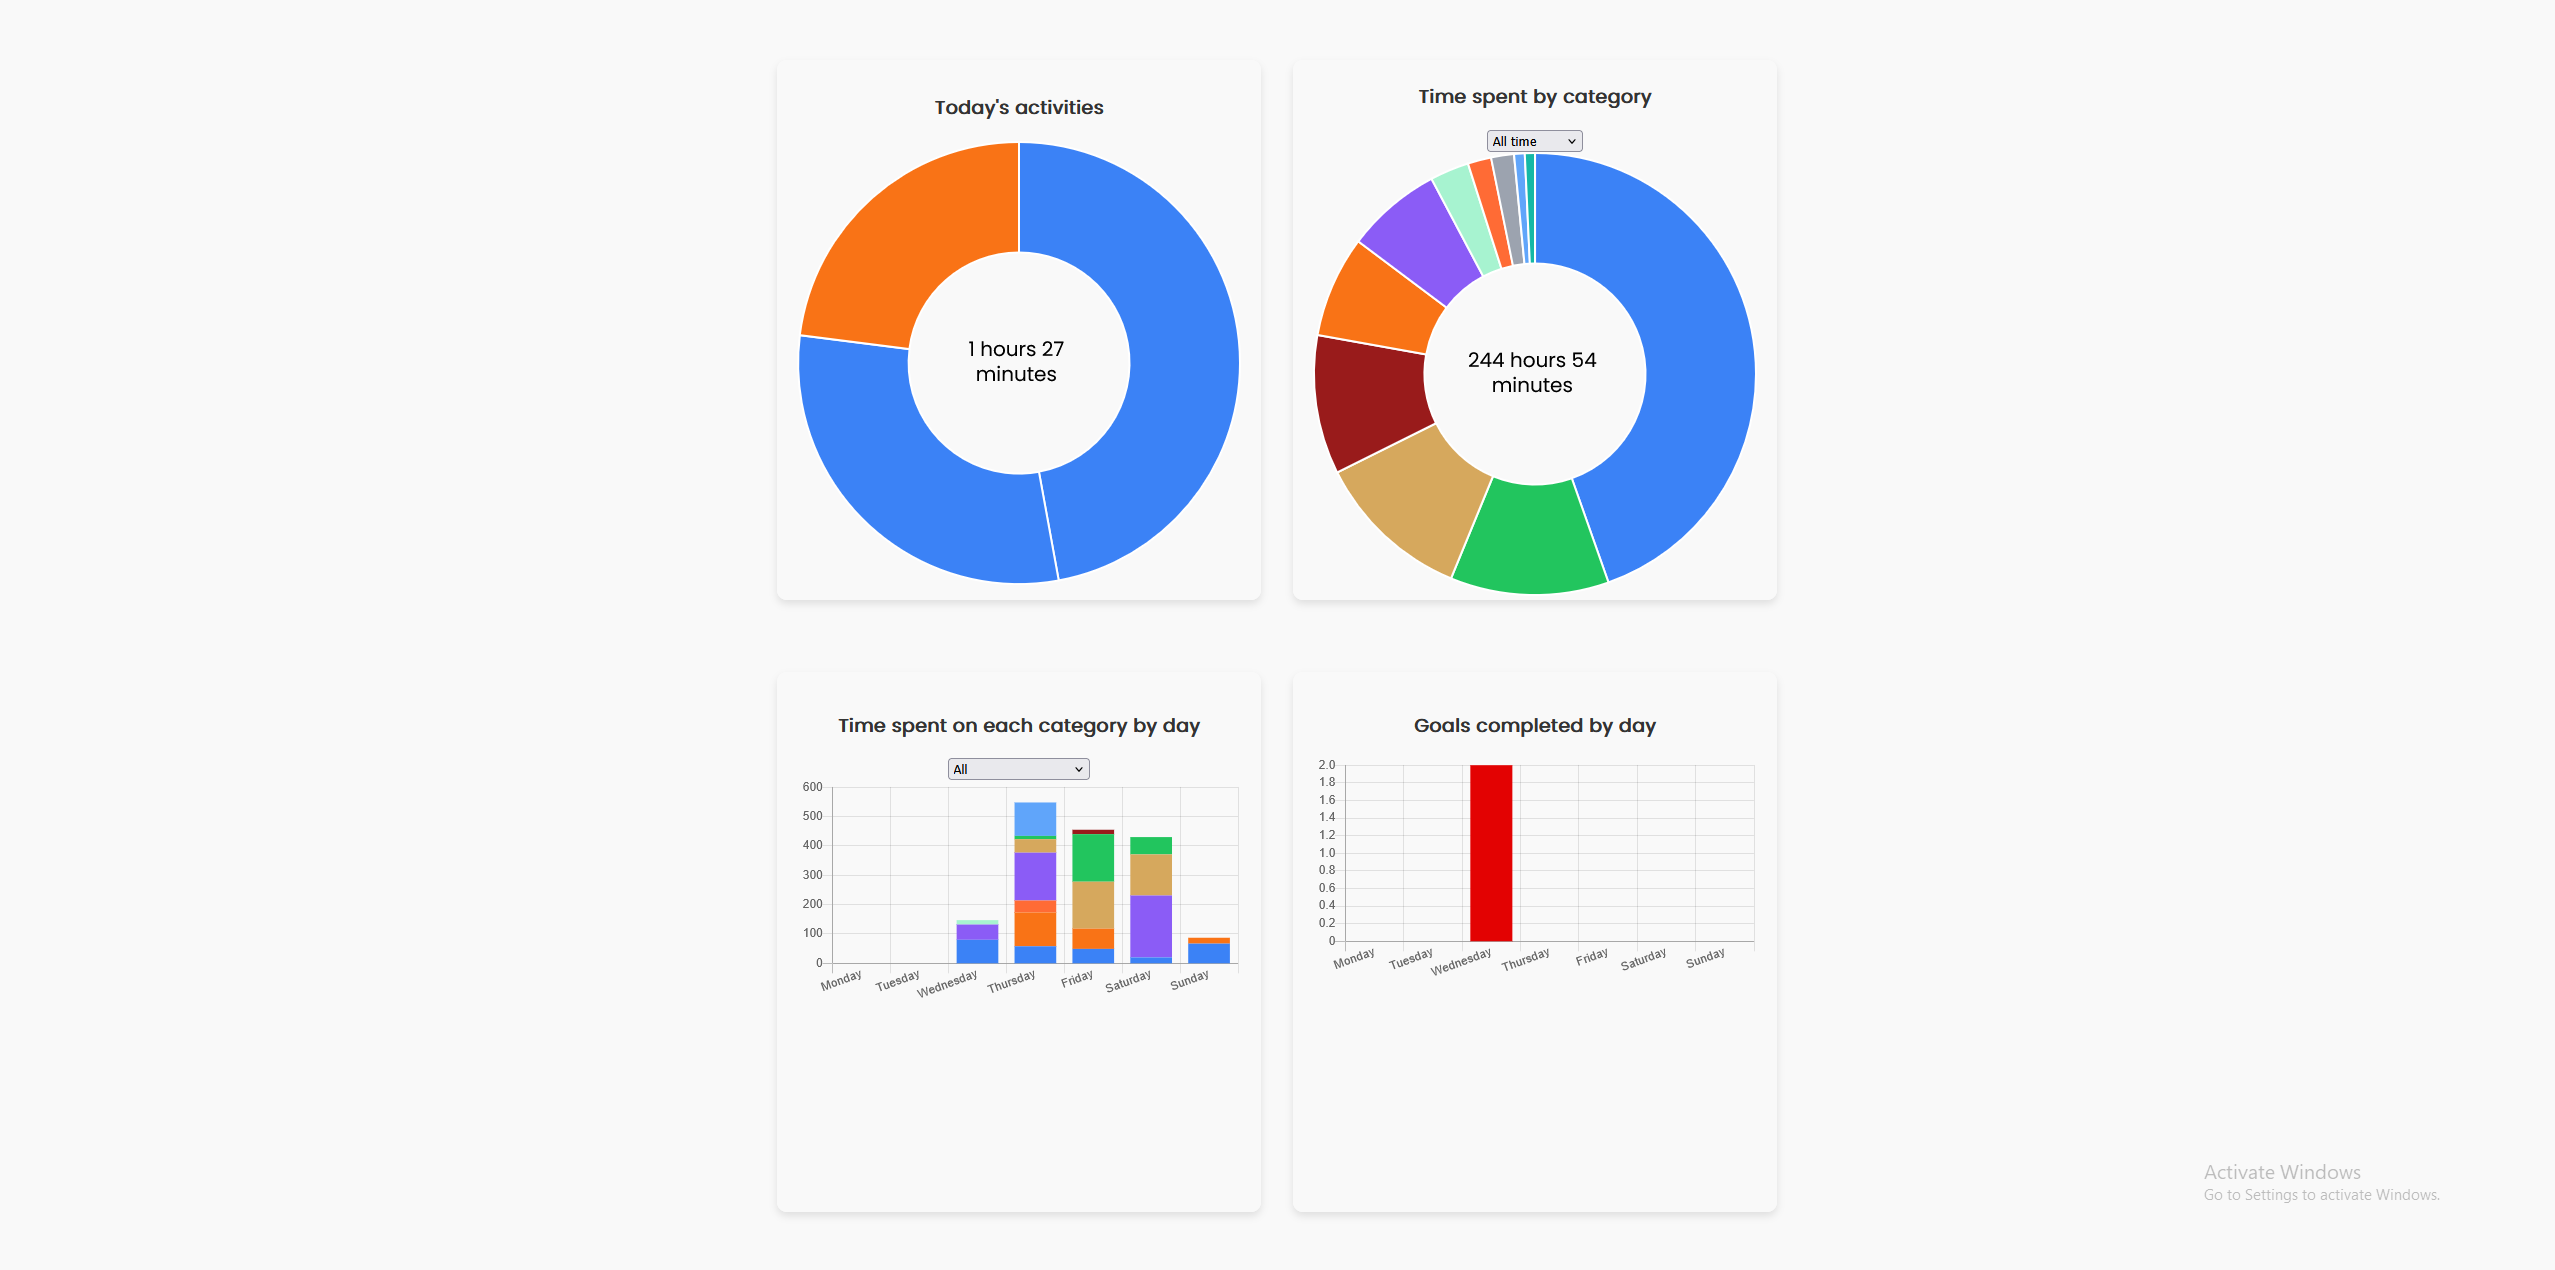 Today's activities
1 hours 27
minutes
Time spent by category
All time
244 hours 54
minutes
Time spent on each category by day
All
600
500
400
300
200
100
0
Monday
Tuesday
Wednesday
Thursday
Friday
Saturday
Sunday
Goals completed by day
2.0
1.8
1.6
1.4
1.2
1.0
0.8
0.6
0.4
0.2
0
Monday
Tuesday
Wednesday
Thursday
Friday
Saturday
Sunday
Activate Windows
Go to Settings to activate Windows.